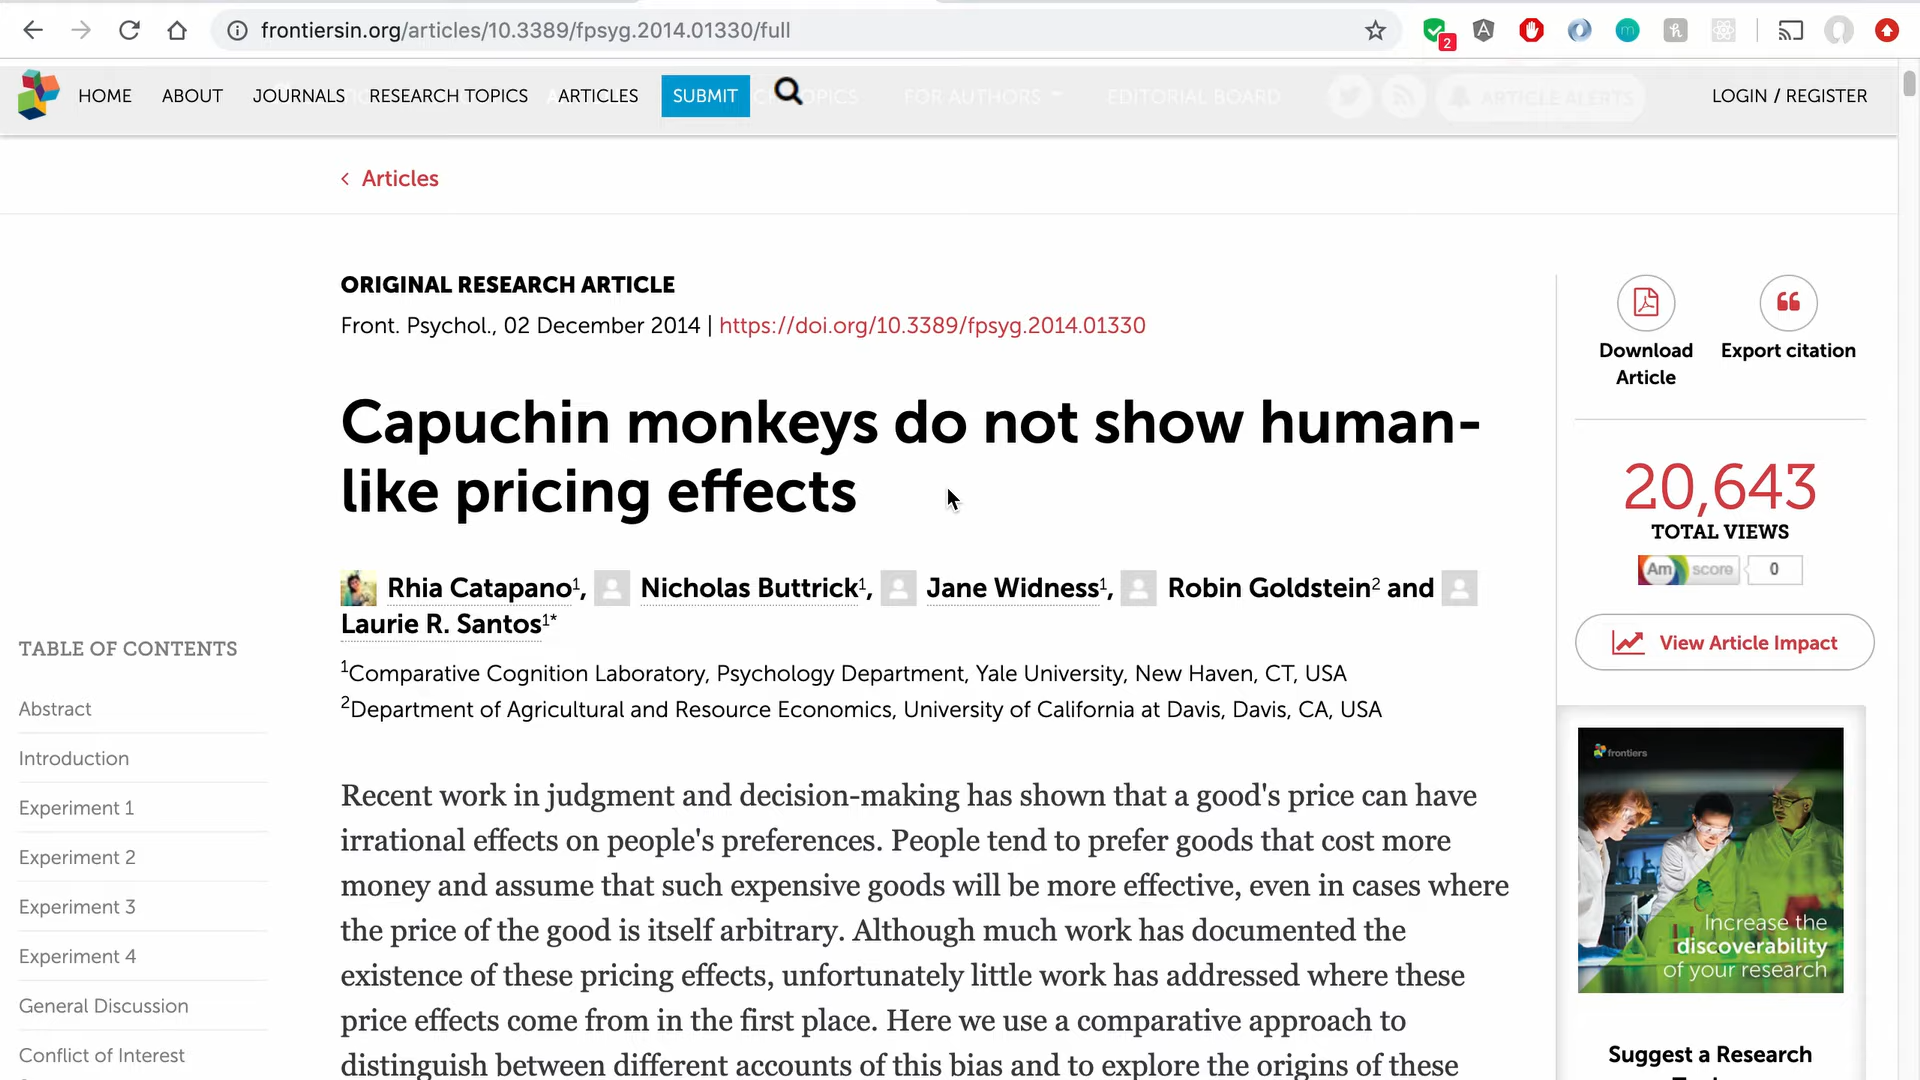 frontiersin.org/articles/10.3389/fpsyg.2014.01330/full
2
A
m
h
HOME ABOUT JOURNALS RESEARCH TOPICS ARTICLES SUBMIT
FOR AUTHORS EDITORIAL BOARD ARTICLE ALERTS
LOGIN / REGISTER
‹ Articles
ORIGINAL RESEARCH ARTICLE
Front. Psychol., 02 December 2014 | https://doi.org/10.3389/fpsyg.2014.01330
Capuchin monkeys do not show human-
like pricing effects
Rhia Catapano1, Nicholas Buttrick1, Jane Widness1, Robin Goldstein2 and
Laurie R. Santos1*
1Comparative Cognition Laboratory, Psychology Department, Yale University, New Haven, CT, USA
2Department of Agricultural and Resource Economics, University of California at Davis, Davis, CA, USA
Recent work in judgment and decision-making has shown that a good's price can have
irrational effects on people's preferences. People tend to prefer goods that cost more
money and assume that such expensive goods will be more effective, even in cases where
the price of the good is itself arbitrary. Although much work has documented the
existence of these pricing effects, unfortunately little work has addressed where these
price effects come from in the first place. Here we use a comparative approach to
distinguish between different accounts of this bias and to explore the origins of these
TABLE OF CONTENTS
Abstract
Introduction
Experiment 1
Experiment 2
Experiment 3
Experiment 4
General Discussion
Conflict of Interest
Download
Article
Export citation
20,643
TOTAL VIEWS
Am score 0
View Article Impact
frontiers
Increase the
discoverability
of your research
Suggest a Research